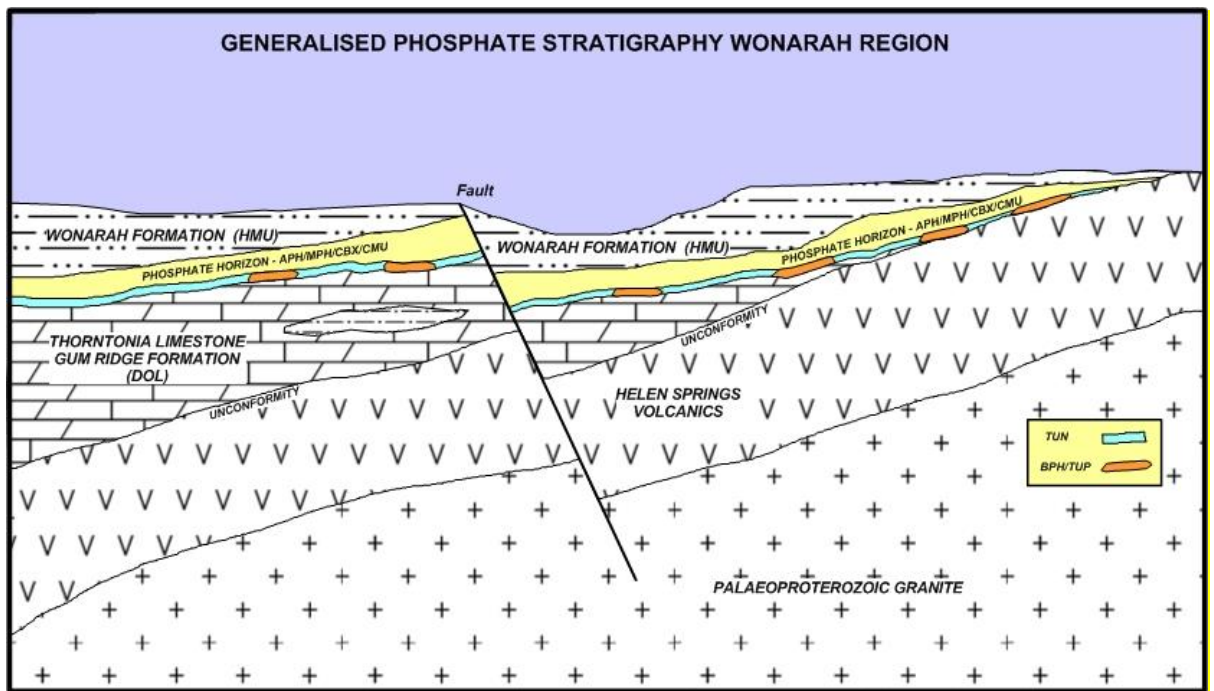 GENERALISED PHOSPHATE STRATIGRAPHY WONARAH REGION
Fault
WONARAH FORMATION (HMU)
WONARAH FORMATION (HMU)
PHOSPHATE HORIZON - APH/MPH/CBX/CMU
PHOSPHATE HORIZON - APH/MPH/CBX/CMU
THORNTONIA LIMESTONE
GUM RIDGE FORMATION
(DOL)
UNCONFORMITY
UNCONFORMITY
HELEN SPRINGS
VOLCANICS
TUN
BPH/TUP
PALAEOPROTEROZOIC GRANITE